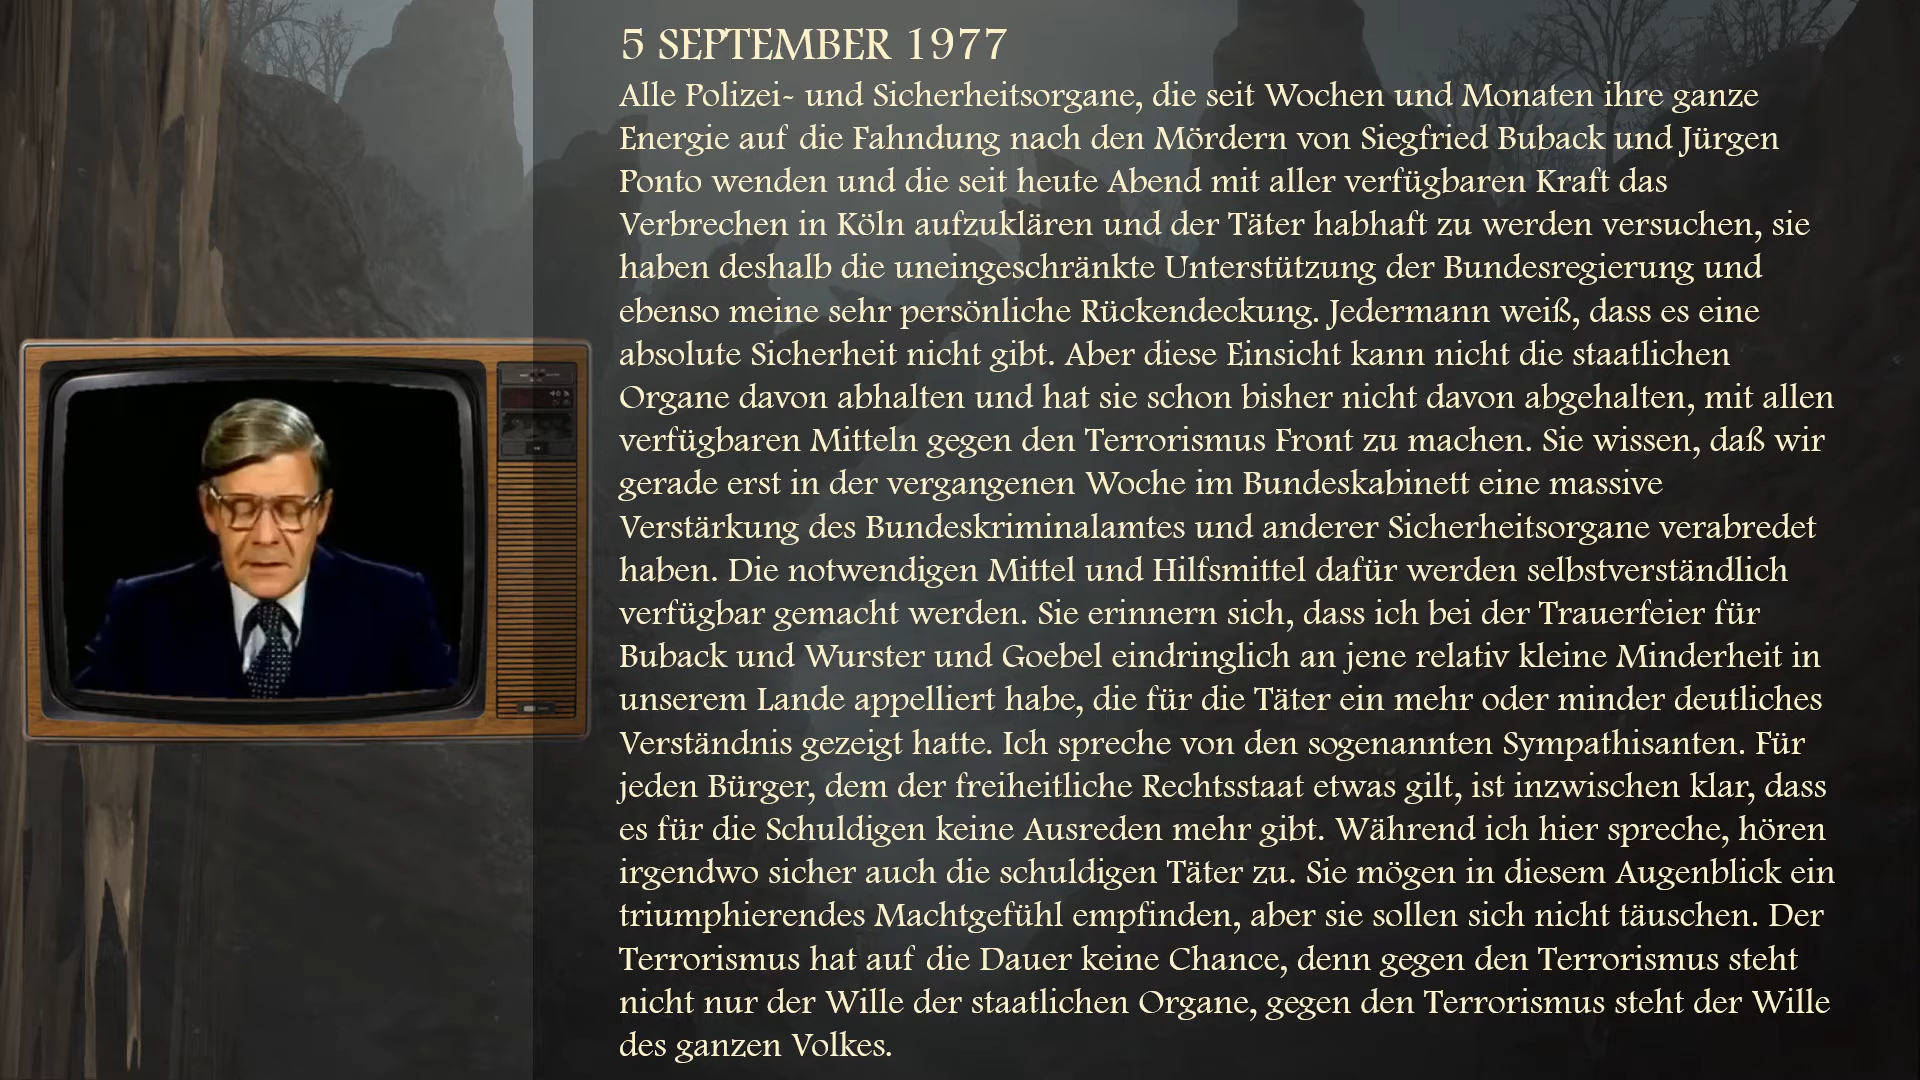 5 SEPTEMBER 1977
Alle Polizei- und Sicherheitsorgane, die seit Wochen und Monaten ihre ganze
Energie auf die Fahndung nach den Mördern von Siegfried Buback und Jürgen
Ponto wenden und die seit heute Abend mit aller verfügbaren Kraft das
Verbrechen in Köln aufzuklären und der Täter habhaft zu werden versuchen, sie
haben deshalb die uneingeschränkte Unterstützung der Bundesregierung und
ebenso meine sehr persönliche Rückendeckung. Jedermann weiß, dass es eine
absolute Sicherheit nicht gibt. Aber diese Einsicht kann nicht die staatlichen
Organe davon abhalten und hat sie schon bisher nicht davon abgehalten, mit allen
verfügbaren Mitteln gegen den Terrorismus Front zu machen. Sie wissen, daß wir
gerade erst in der vergangenen Woche im Bundeskabinett eine massive
Verstärkung des Bundeskriminalamtes und anderer Sicherheitsorgane verabredet
haben. Die notwendigen Mittel und Hilfsmittel dafür werden selbstverständlich
verfügbar gemacht werden. Sie erinnern sich, dass ich bei der Trauerfeier für
Buback und Wurster und Goebel eindringlich an jene relativ kleine Minderheit in
unserem Lande appelliert habe, die für die Täter ein mehr oder minder deutliches
Verständnis gezeigt hatte. Ich spreche von den sogenannten Sympathisanten. Für
jeden Bürger, dem der freiheitliche Rechtsstaat etwas gilt, ist inzwischen klar, dass
es für die Schuldigen keine Ausreden mehr gibt. Während ich hier spreche, hören
irgendwo sicher auch die schuldigen Täter zu. Sie mögen in diesem Augenblick ein
triumphierendes Machtgefühl empfinden, aber sie sollen sich nicht täuschen. Der
Terrorismus hat auf die Dauer keine Chance, denn gegen den Terrorismus steht
nicht nur der Wille der staatlichen Organe, gegen den Terrorismus steht der Wille
des ganzen Volkes.